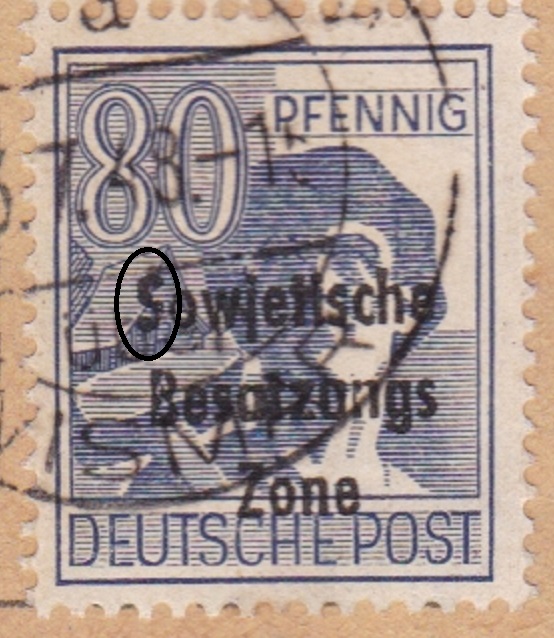 80 PFENNIG
Sowjetische
Besatzungs
Zone
DEUTSCHE POST